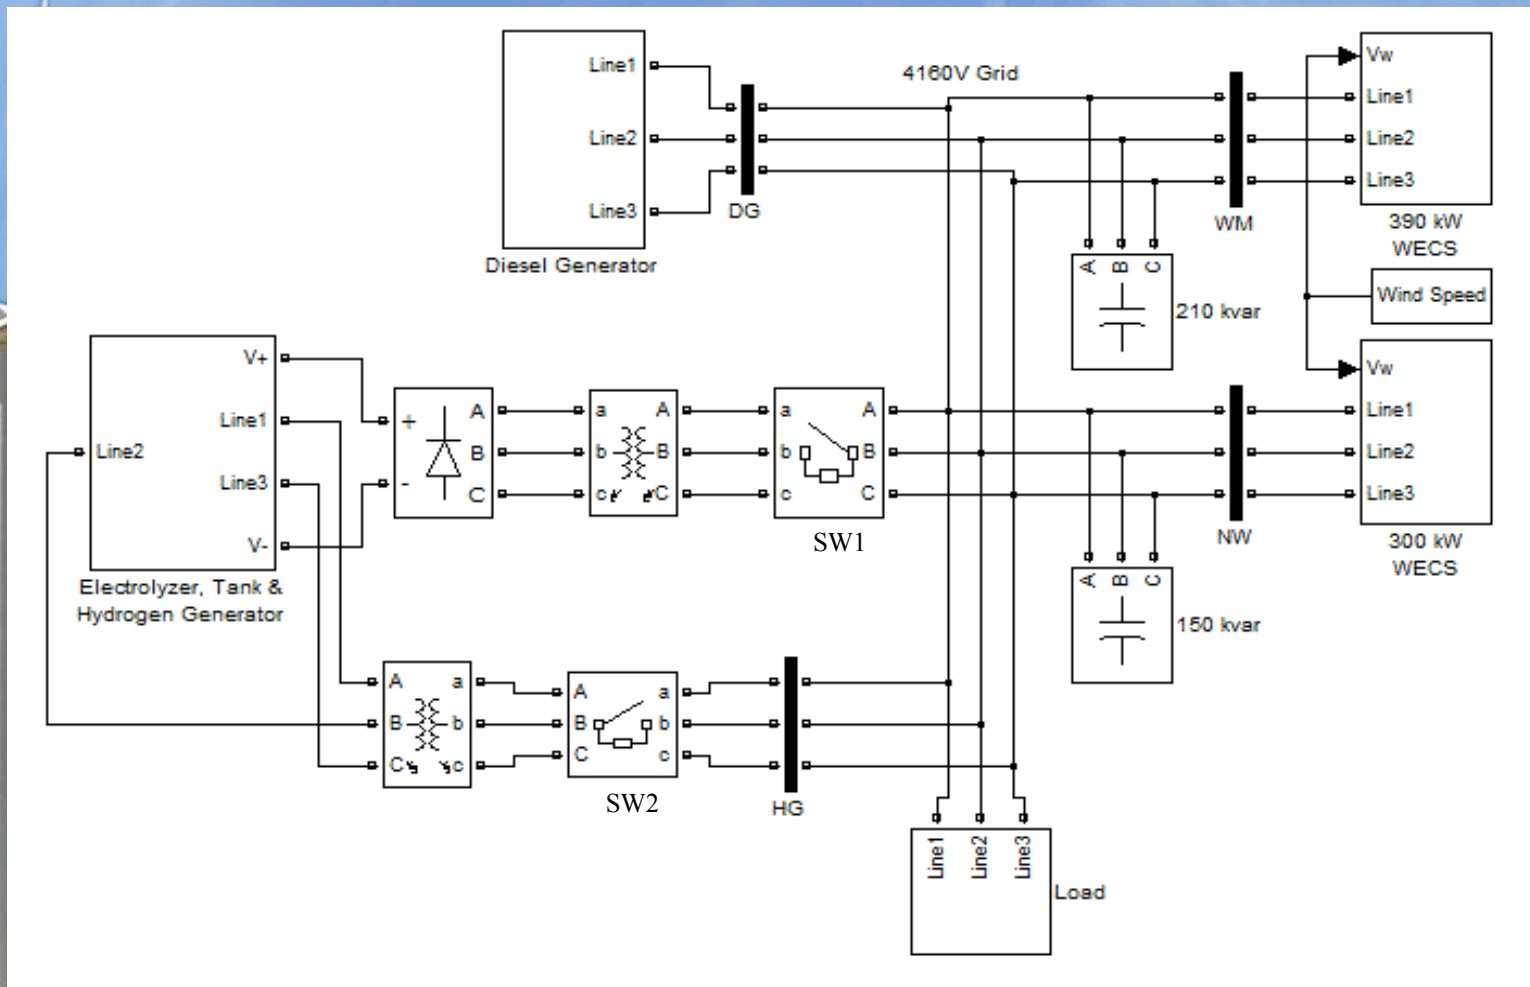 Line1
Line2
Line3
Diesel Generator
DG
4160V Grid
WM
Vw
Line1
Line2
Line3
390 kW
WECS
A B C
210 kvar
Wind Speed
V+
Line1
Line2
Line3
V-
Electrolyzer, Tank &
Hydrogen Generator
+
-
A
B
C
a
b
c
A
B
C
a
b
c
A
B
C
SW1
NW
Vw
Line1
Line2
Line3
300 kW
WECS
A B C
150 kvar
A
B
C
a
b
c
A
B
C
a
b
c
SW2
HG
Line1
Line2
Line3
Load